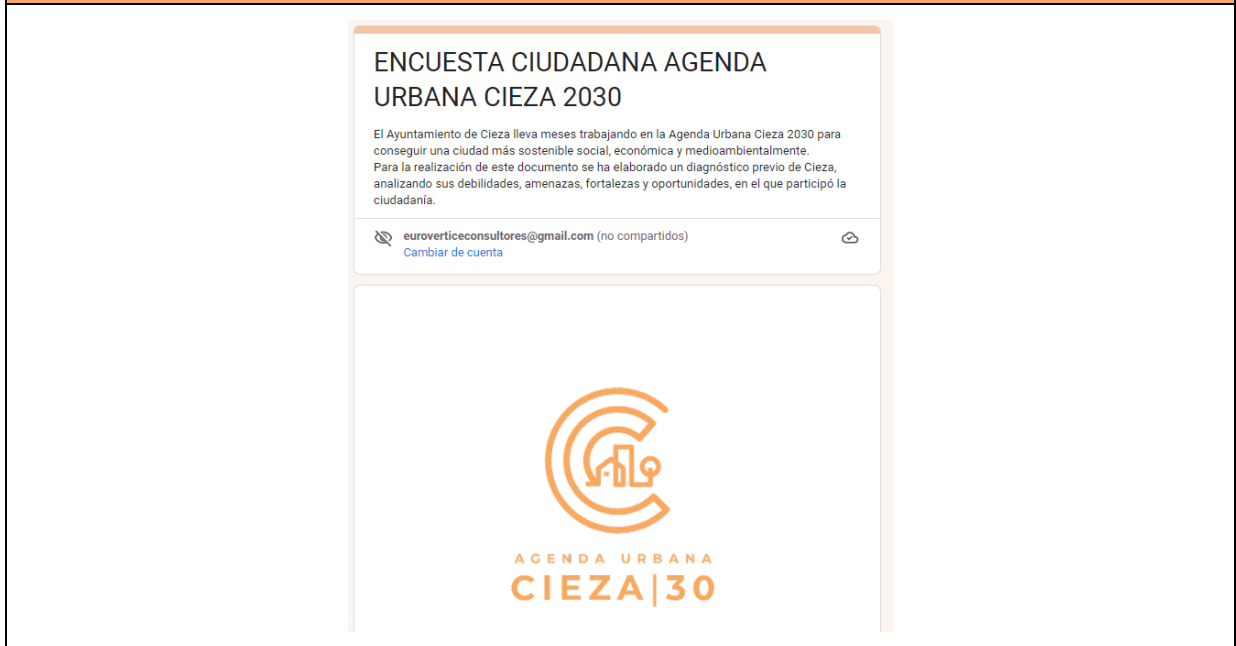 ENCUESTA CIUDADANA AGENDA
URBANA CIEZA 2030
El Ayuntamiento de Cieza lleva meses trabajando en la Agenda Urbana Cieza 2030 para
conseguir una ciudad más sostenible social, económica y medioambientalmente.
Para la realización de este documento se ha elaborado un diagnóstico previo de Cieza,
analizando sus debilidades, amenazas, fortalezas y oportunidades, en el que participó la
ciudadanía.
euroverticeconsultores@gmail.com (no compartidos)
Cambiar de cuenta
AGENDA URBANA
CIEZA|30